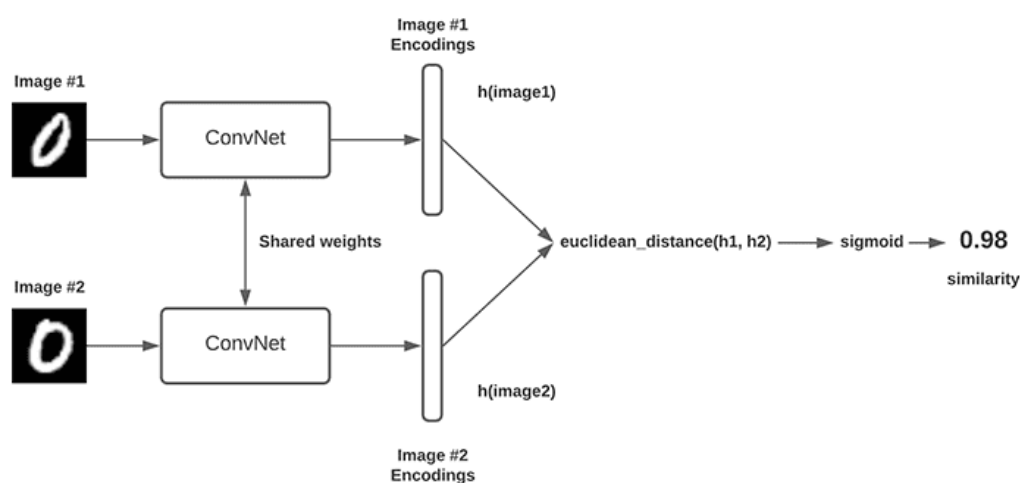 Image #1
Encodings
Image #1
h(image1)
ConvNet
Shared weights
euclidean_distance(h1, h2)
sigmoid
0.98
similarity
Image #2
ConvNet
h(image2)
Image #2
Encodings